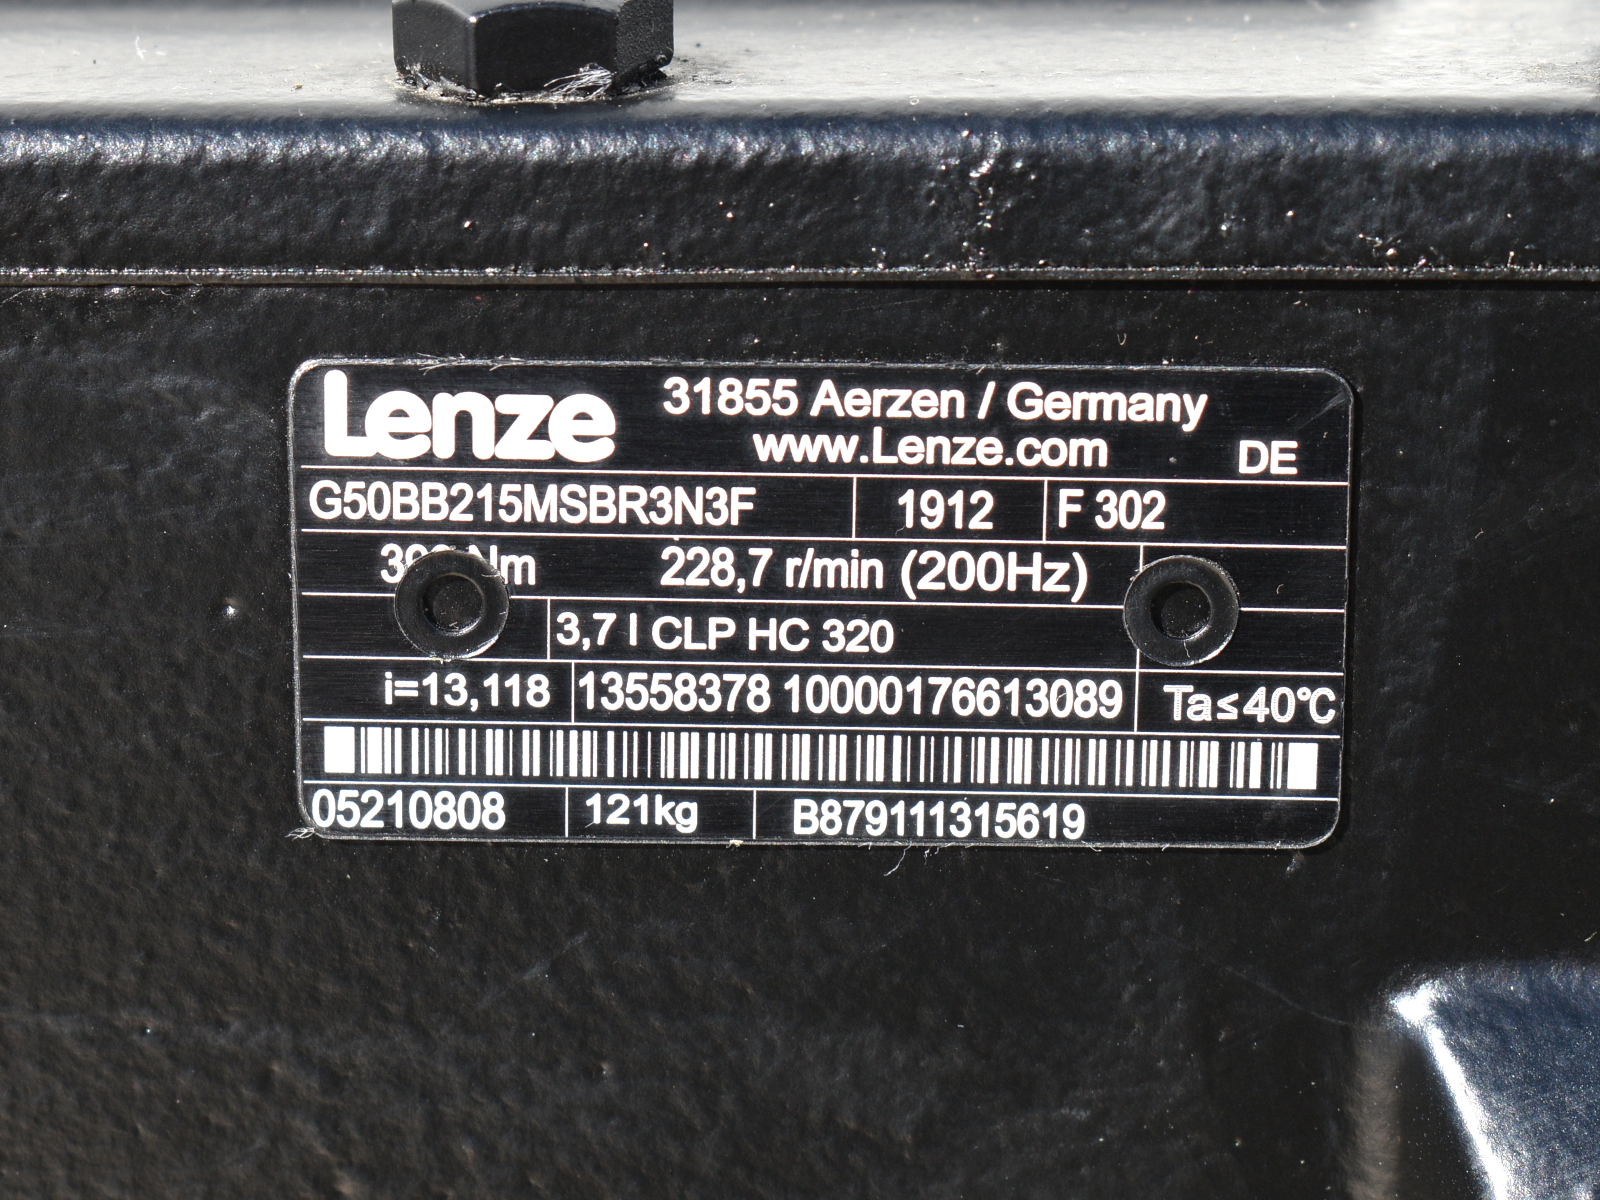 Lenze 31855 Aerzen / Germany
www.Lenze.com DE
G50BB215MSBR3N3F 1912 F 302
228,7 r/min (200Hz)
3,7 l CLP HC 320
i=13,118 13558378 10000176613089 Ta≤40°C
05210808 121kg B879111315619